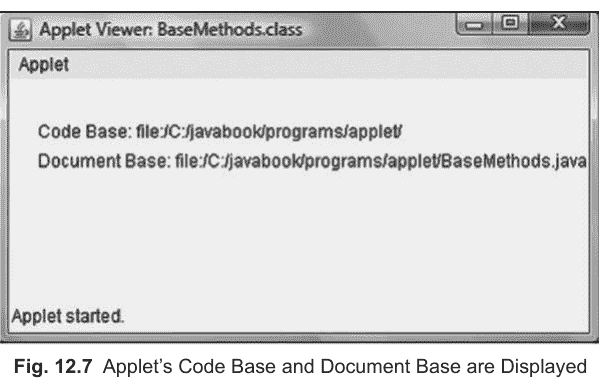 Applet Viewer: BaseMethods.class
Applet
Code Base: file:/C:/javabook/programs/applet/
Document Base: file:/C:/javabook/programs/applet/BaseMethods.java
Applet started.
Fig. 12.7 Applet's Code Base and Document Base are Displayed